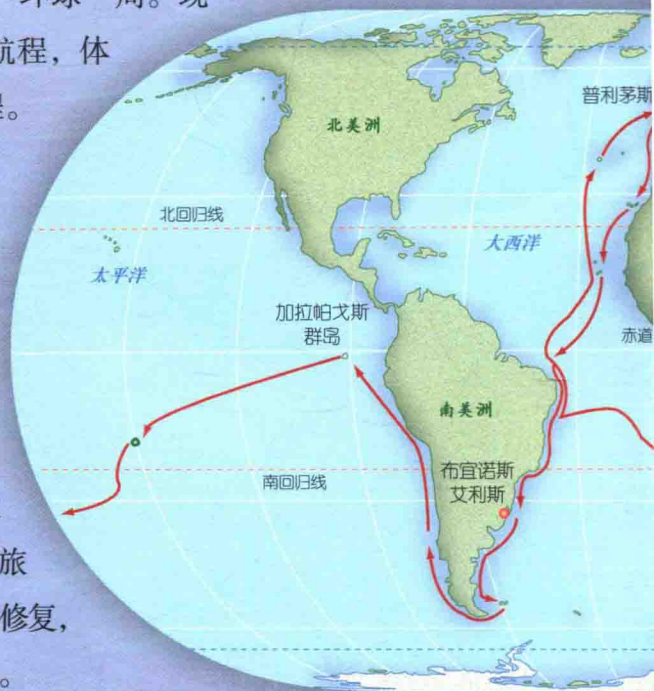 环球一周。现
航程，体
程。
普利茅斯
北美洲
北回归线
大西洋
太平洋
加拉帕戈斯
群岛
赤道
南美洲
布宜诺斯
艾利斯
南回归线
旅
修复，
。